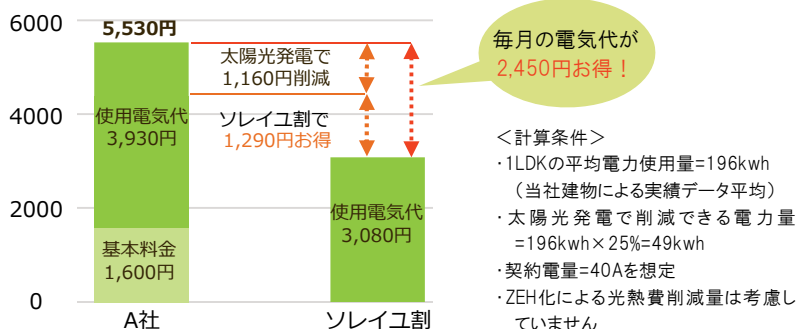 6000
4000
2000
0
5,530円
使用電気代
3,930円
基本料金
1,600円
A社
太陽光発電で
1,160円削減
ソレイユ割で
1,290円お得
使用電気代
3,080円
ソレイユ割
毎月の電気代が
2,450円お得！
＜計算条件＞
・1LDKの平均電力使用量=196kwh
（当社建物による実績データ平均）
・太陽光発電で削減できる電力量
=196kwh×25%=49kwh
・契約電量=40Aを想定
・ZEH化による光熱費削減量は考慮し
ていません